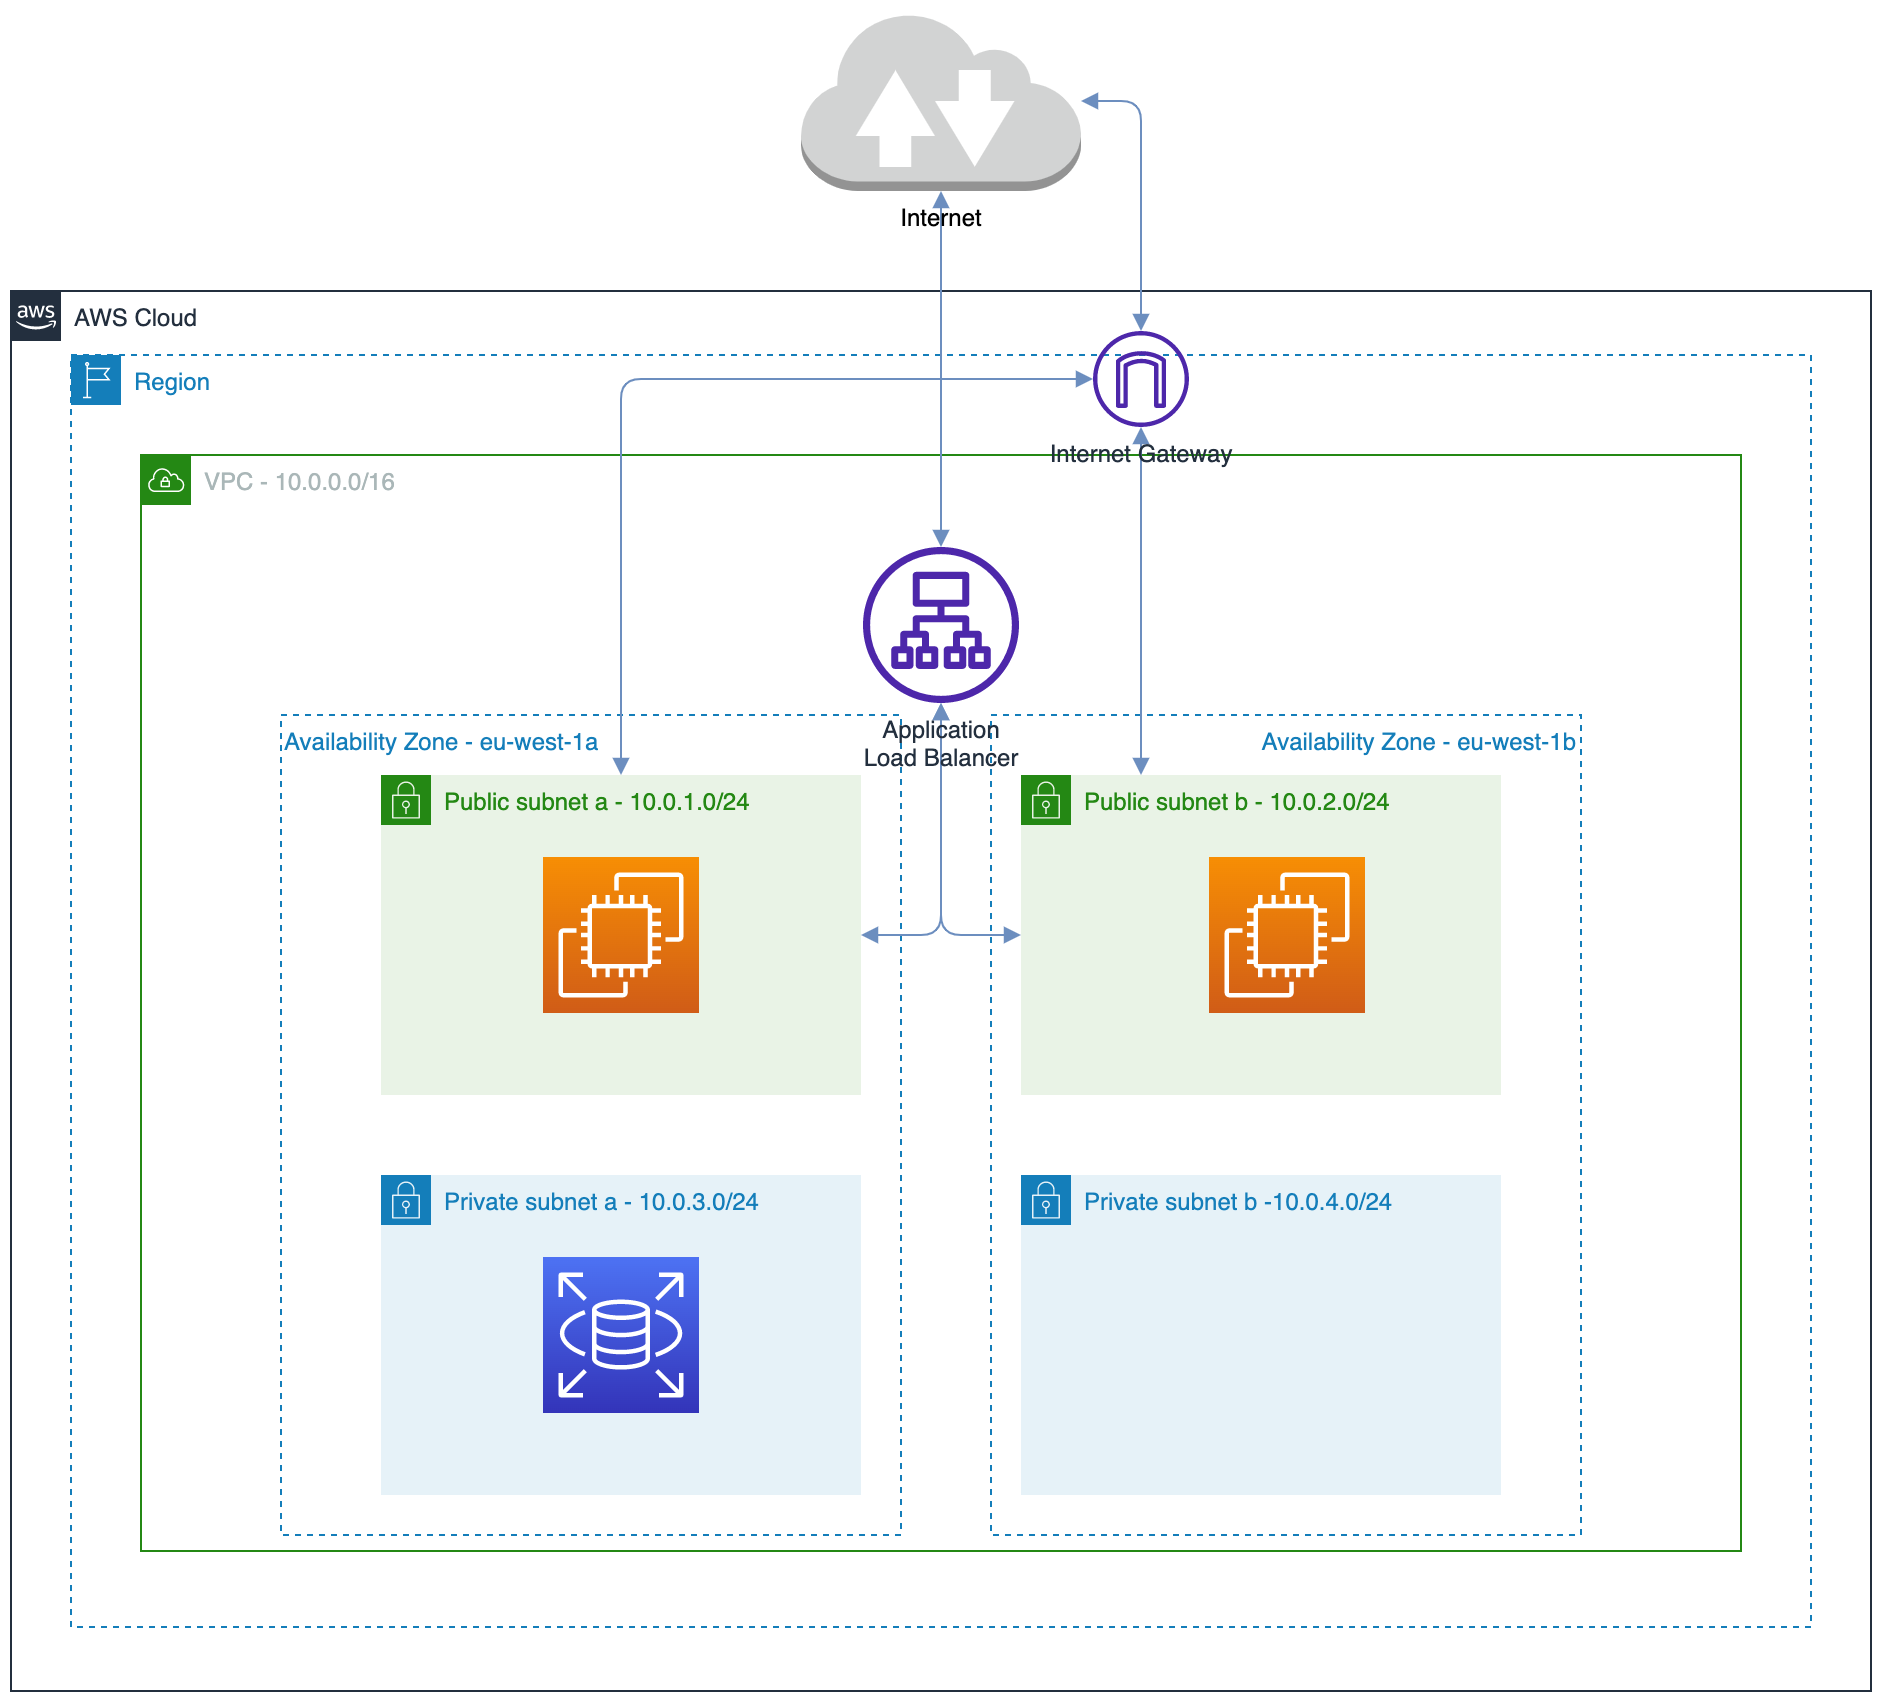 Internet
aws
AWS Cloud
Region
Internet Gateway
VPC - 10.0.0.0/16
Application
Load Balancer
Availability Zone - eu-west-1a
Availability Zone - eu-west-1b
Public subnet a - 10.0.1.0/24
Public subnet b - 10.0.2.0/24
Private subnet a - 10.0.3.0/24
Private subnet b -10.0.4.0/24